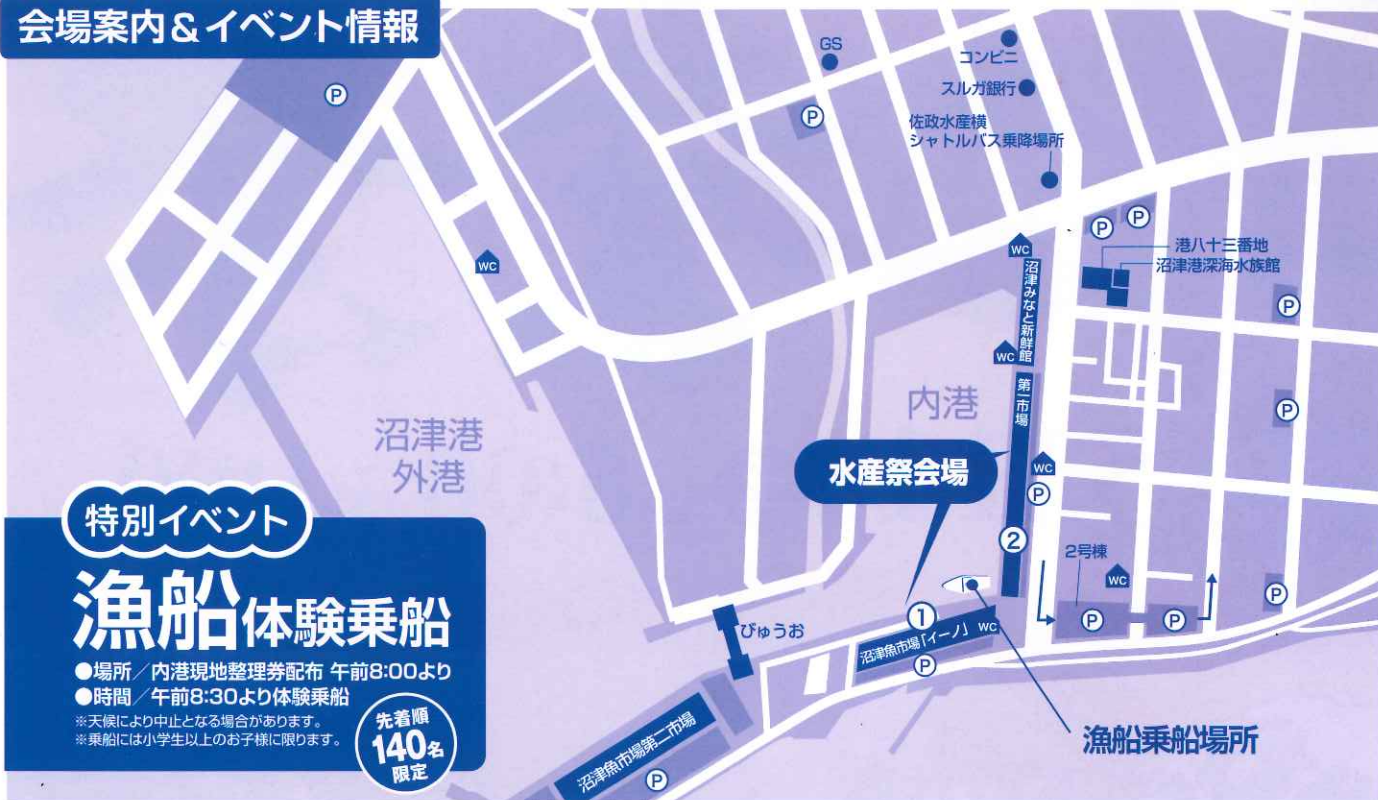 会場案内&イベント情報
P
GS
コンビニ
スルガ銀行
P
佐政水産横
シャトルバス乗降場所
P
P
WC
WC
港八十三番地
沼津港深海水族館
沼津みなと新鮮館
P
WC
第一市場
内港
P
沼津港
外港
水産祭会場
WC
P
②
2号棟
WC
P
P
P
①
びゅうお
沼津魚市場「イーノ」
WC
P
漁船乗船場所
沼津魚市場第二市場
P
特別イベント
漁船体験乗船
●場所/内港現地整理券配布 午前8:00より
●時間/午前8:30より体験乗船
※天候により中止となる場合があります。
※乗船には小学生以上のお子様に限ります。
先着順
140名
限定